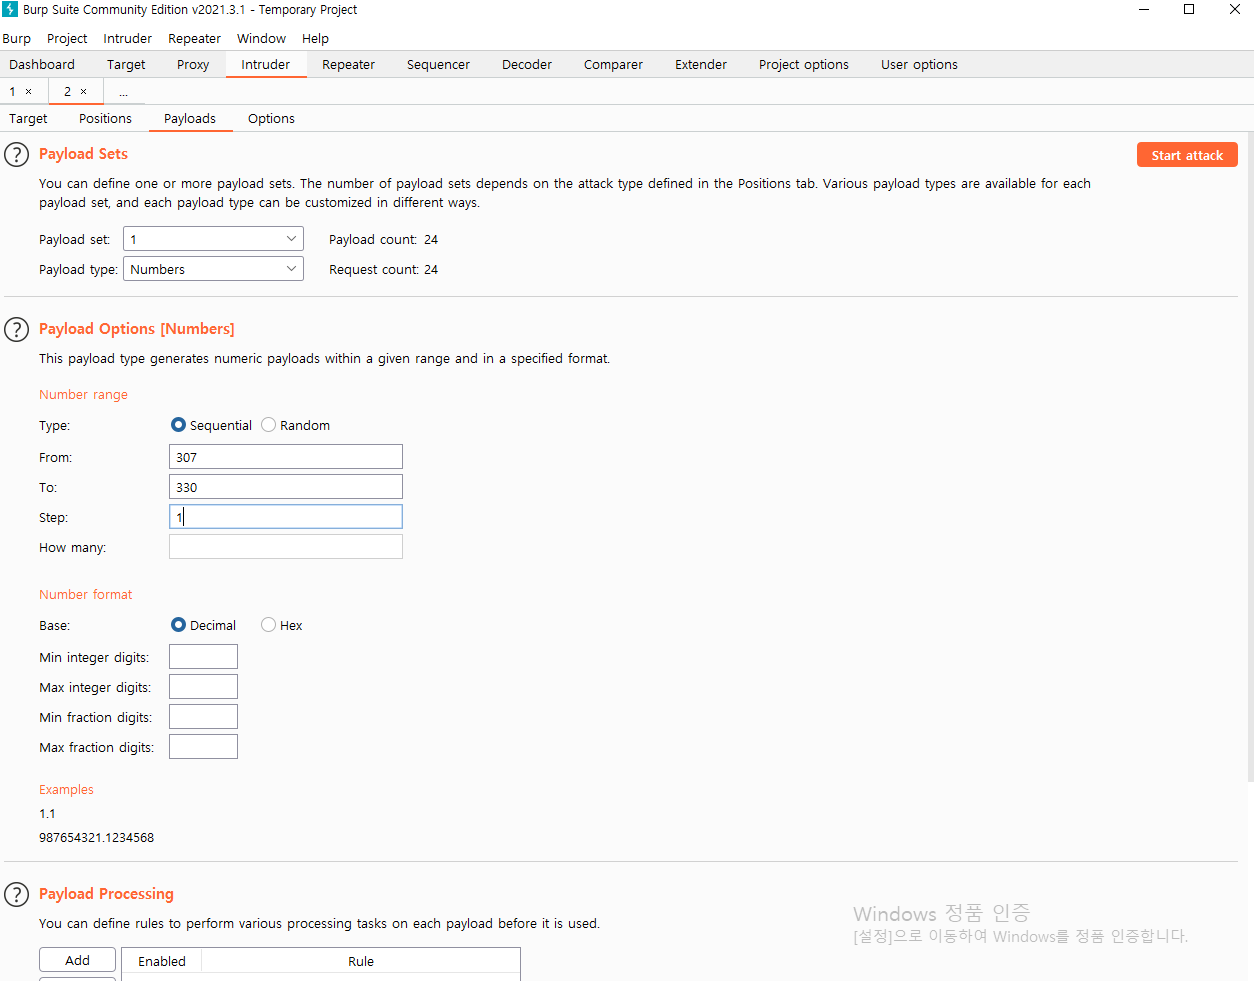 Burp Suite Community Edition v2021.3.1 - Temporary Project
Burp Project Intruder Repeater Window Help
Dashboard Target Proxy Intruder Repeater Sequencer Decoder Comparer Extender Project options User options
1 × 2 × ...
Target Positions Payloads Options
? Payload Sets Start attack
You can define one or more payload sets. The number of payload sets depends on the attack type defined in the Positions tab. Various payload types are available for each
payload set, and each payload type can be customized in different ways.
Payload set: 1 Payload count: 24
Payload type: Numbers Request count: 24
? Payload Options [Numbers]
This payload type generates numeric payloads within a given range and in a specified format.
Number range
Type: Sequential Random
From: 307
To: 330
Step: 1
How many:
Number format
Base: Decimal Hex
Min integer digits:
Max integer digits:
Min fraction digits:
Max fraction digits:
Examples
1.1
987654321.1234568
? Payload Processing
You can define rules to perform various processing tasks on each payload before it is used.
Windows 정품 인증
[설정]으로 이동하여 Windows를 정품 인증합니다.
Add Enabled Rule